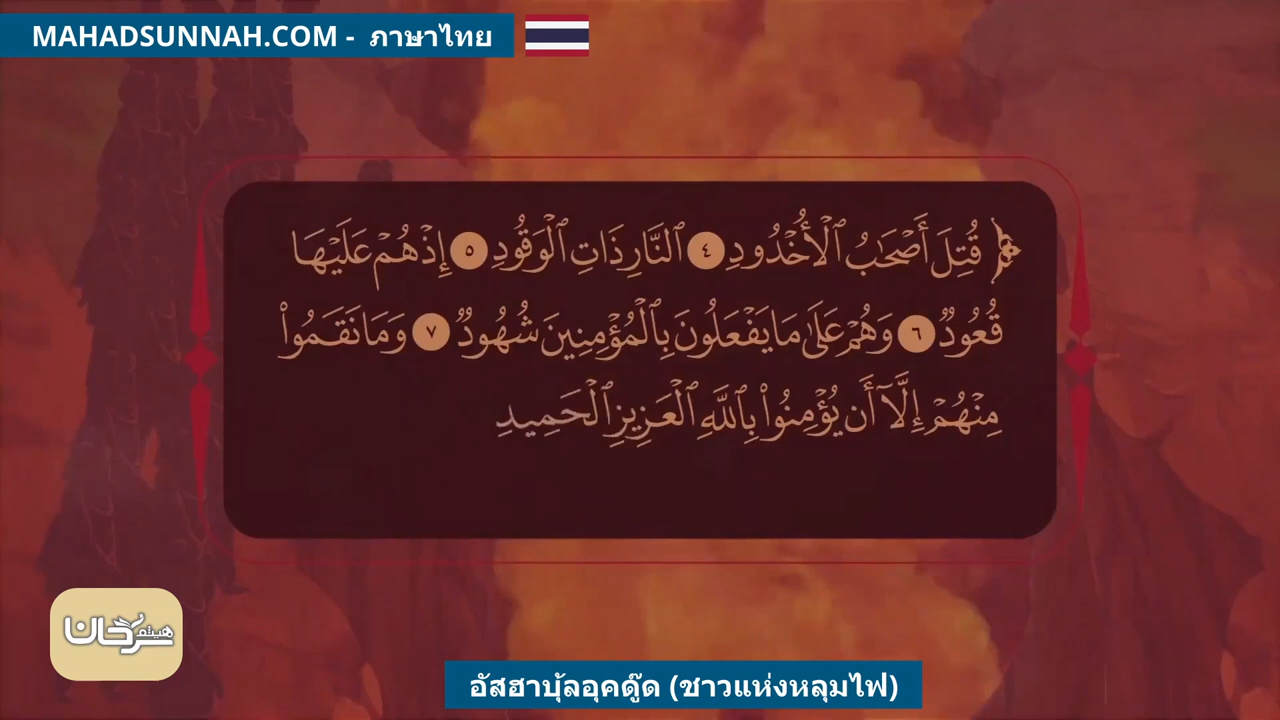 MAHADSUNNAH.COM - ภาษาไทย
﴿ قُتِلَ أَصْحَٰبُ ٱلْأُخْدُودِ ٤ ٱلنَّارِ ذَاتِ ٱلْوَقُودِ ٥ إِذْ هُمْ عَلَيْهَا
قُعُودٌ ٦ وَهُمْ عَلَىٰ مَا يَفْعَلُونَ بِٱلْمُؤْمِنِينَ شُهُودٌ ٧ وَمَا نَقَمُوا۟
مِنْهُمْ إِلَّآ أَن يُؤْمِنُوا۟ بِٱللَّهِ ٱلْعَزِيزِ ٱلْحَمِيدِ
هيثم سرحان
อัสฮาบุ้ลอุคดู๊ด (ชาวแห่งหลุมไฟ)